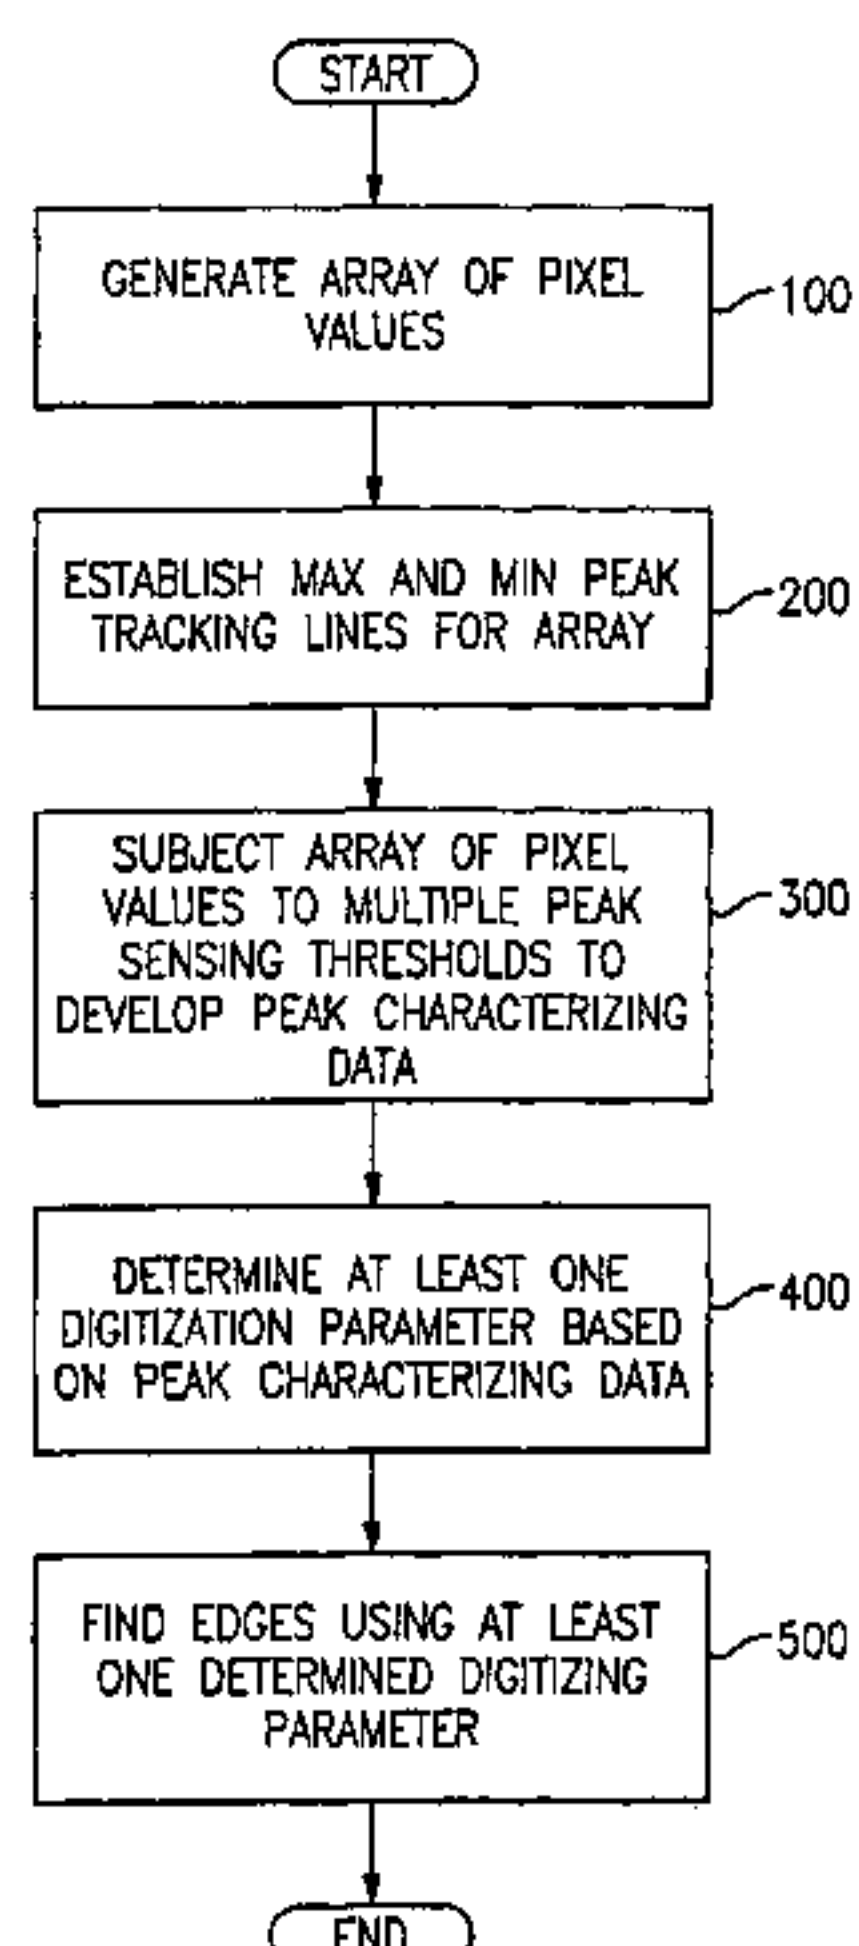 START
GENERATE ARRAY OF PIXEL
VALUES
100
ESTABLISH MAX AND MIN PEAK
TRACKING LINES FOR ARRAY
200
SUBJECT ARRAY OF PIXEL
VALUES TO MULTIPLE PEAK
SENSING THRESHOLDS TO
DEVELOP PEAK CHARACTERIZING
DATA
300
DETERMINE AT LEAST ONE
DIGITIZATION PARAMETER BASED
ON PEAK CHARACTERIZING DATA
400
FIND EDGES USING AT LEAST
ONE DETERMINED DIGITIZING
PARAMETER
500
END